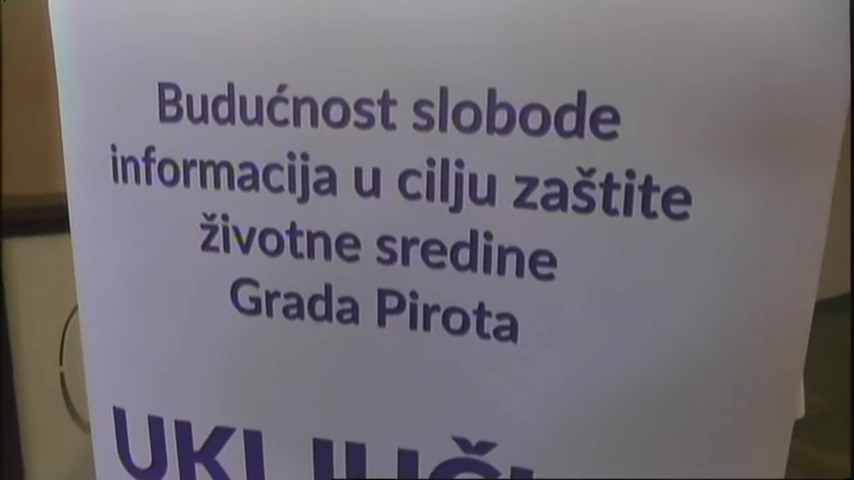 Budućnost slobode
informacija u cilju zaštite
životne sredine
Grada Pirota